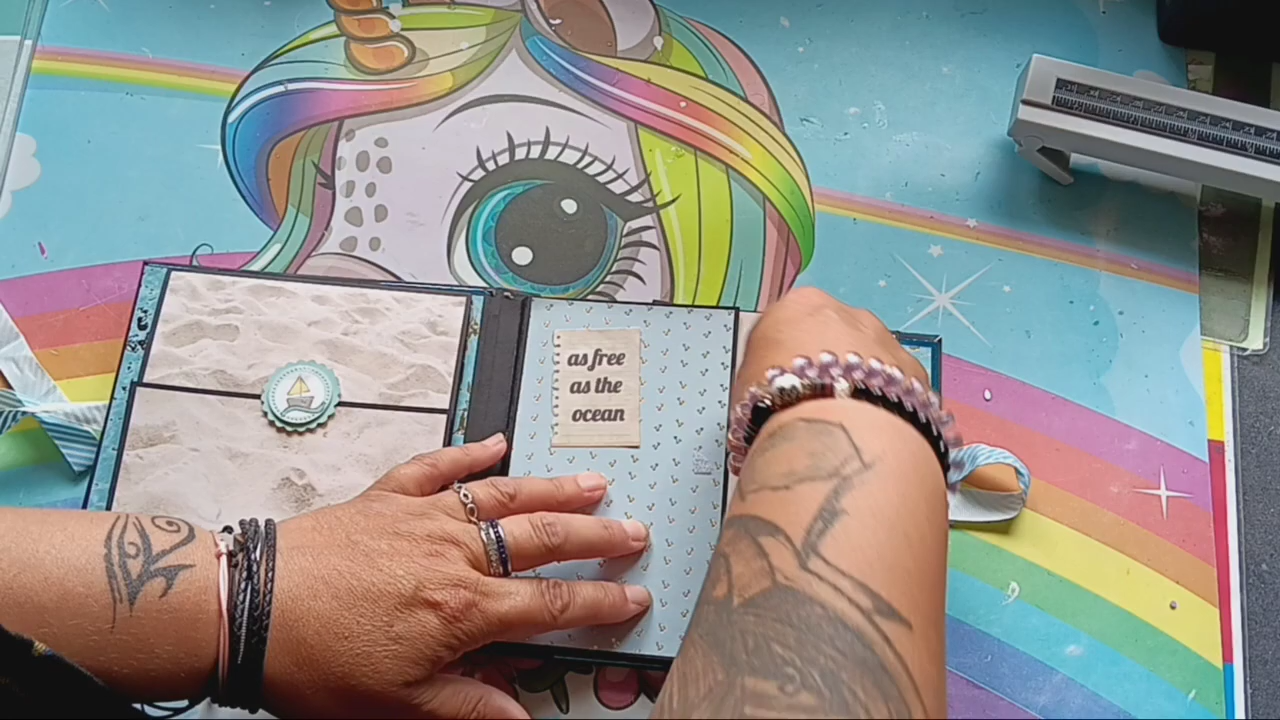 as free
as the
ocean